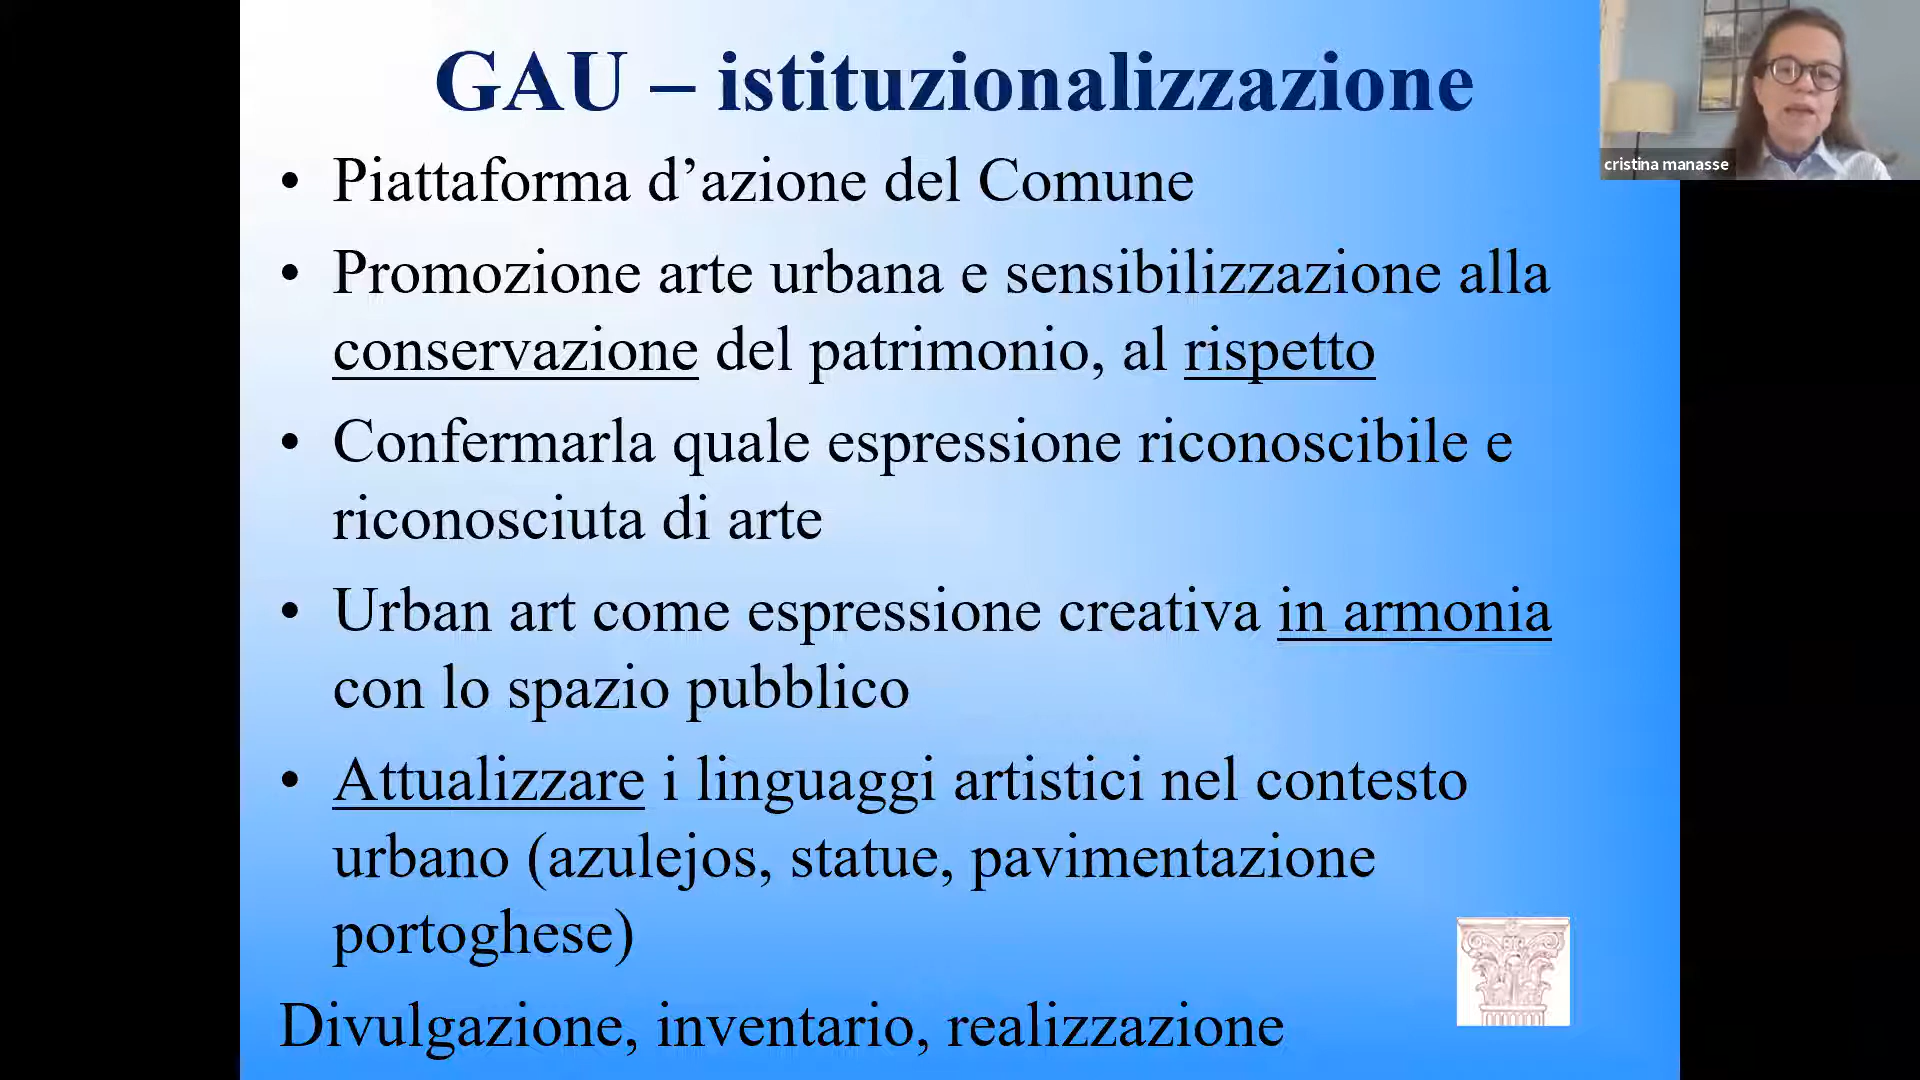 GAU – istituzionalizzazione
cristina manasse
• Piattaforma d’azione del Comune
• Promozione arte urbana e sensibilizzazione alla
conservazione del patrimonio, al rispetto
• Confermarla quale espressione riconoscibile e
riconosciuta di arte
• Urban art come espressione creativa in armonia
con lo spazio pubblico
• Attualizzare i linguaggi artistici nel contesto
urbano (azulejos, statue, pavimentazione
portoghese)
Divulgazione, inventario, realizzazione